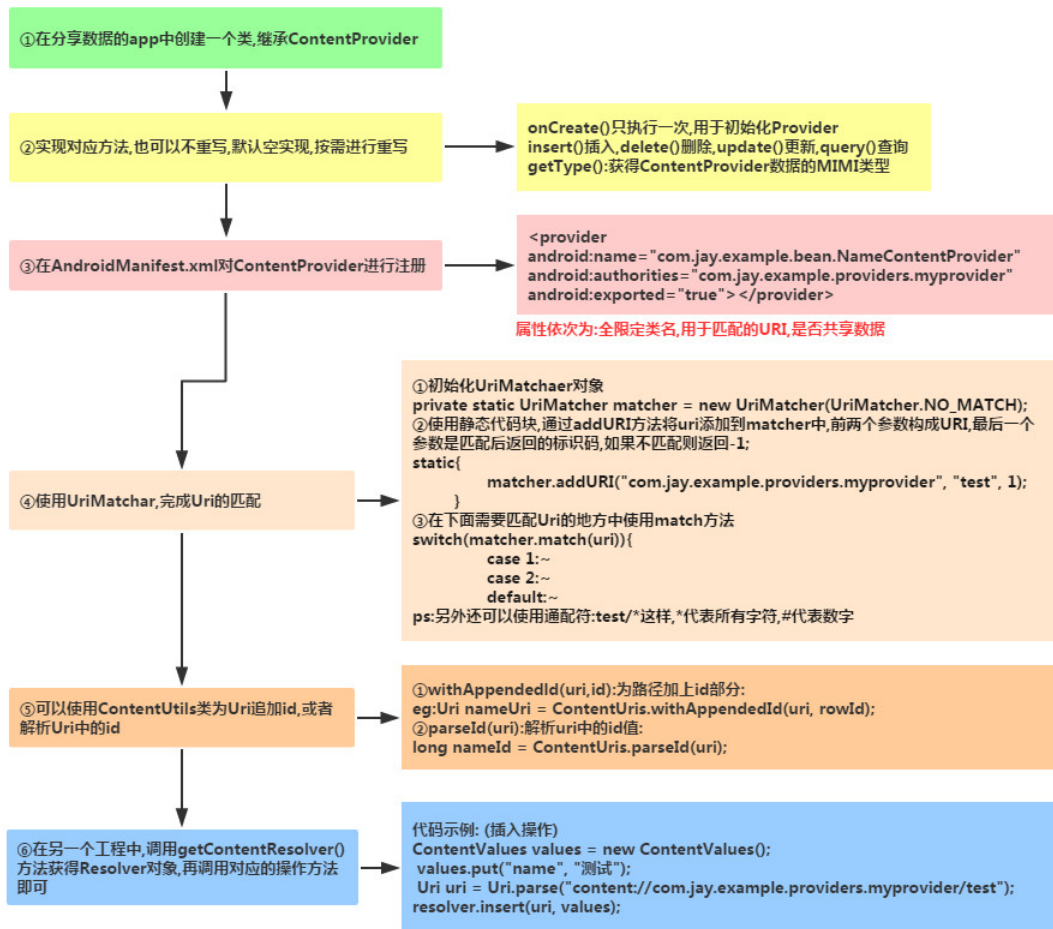 ①在分享数据的app中创建一个类,继承ContentProvider
②实现对应方法,也可以不重写,默认空实现,按需进行重写
onCreate()只执行一次,用于初始化Provider
insert()插入,delete()删除,update()更新,query()查询
getType():获得ContentProvider数据的MIMI类型
③在AndroidManifest.xml对ContentProvider进行注册
<provider
android:name="com.jay.example.bean.NameContentProvider"
android:authorities="com.jay.example.providers.myprovider"
android:exported="true"></provider>
属性依次为:全限定类名,用于匹配的URI,是否共享数据
④使用UriMatchar,完成Uri的匹配
①初始化UriMatchaer对象
private static UriMatcher matcher = new UriMatcher(UriMatcher.NO_MATCH);
②使用静态代码块,通过addURI方法将uri添加到matcher中,前两个参数构成URI,最后一个
参数是匹配后返回的标识码,如果不匹配则返回-1;
static{
matcher.addURI("com.jay.example.providers.myprovider", "test", 1);
}
③在下面需要匹配Uri的地方中使用match方法
switch(matcher.match(uri)){
case 1:~
case 2:~
default:~
ps:另外还可以使用通配符:test/*这样,*代表所有字符,#代表数字
⑤可以使用ContentUtils类为Uri追加id,或者
解析Uri中的id
①withAppendedId(uri,id):为路径加上id部分:
eg:Uri nameUri = ContentUris.withAppendedId(uri, rowId);
②parseId(uri):解析uri中的id值:
long nameId = ContentUris.parseId(uri);
⑥在另一个工程中,调用getContentResolver()
方法获得Resolver对象,再调用对应的操作方法
即可
代码示例: (插入操作)
ContentValues values = new ContentValues();
values.put("name", "测试");
Uri uri = Uri.parse("content://com.jay.example.providers.myprovider/test");
resolver.insert(uri, values);